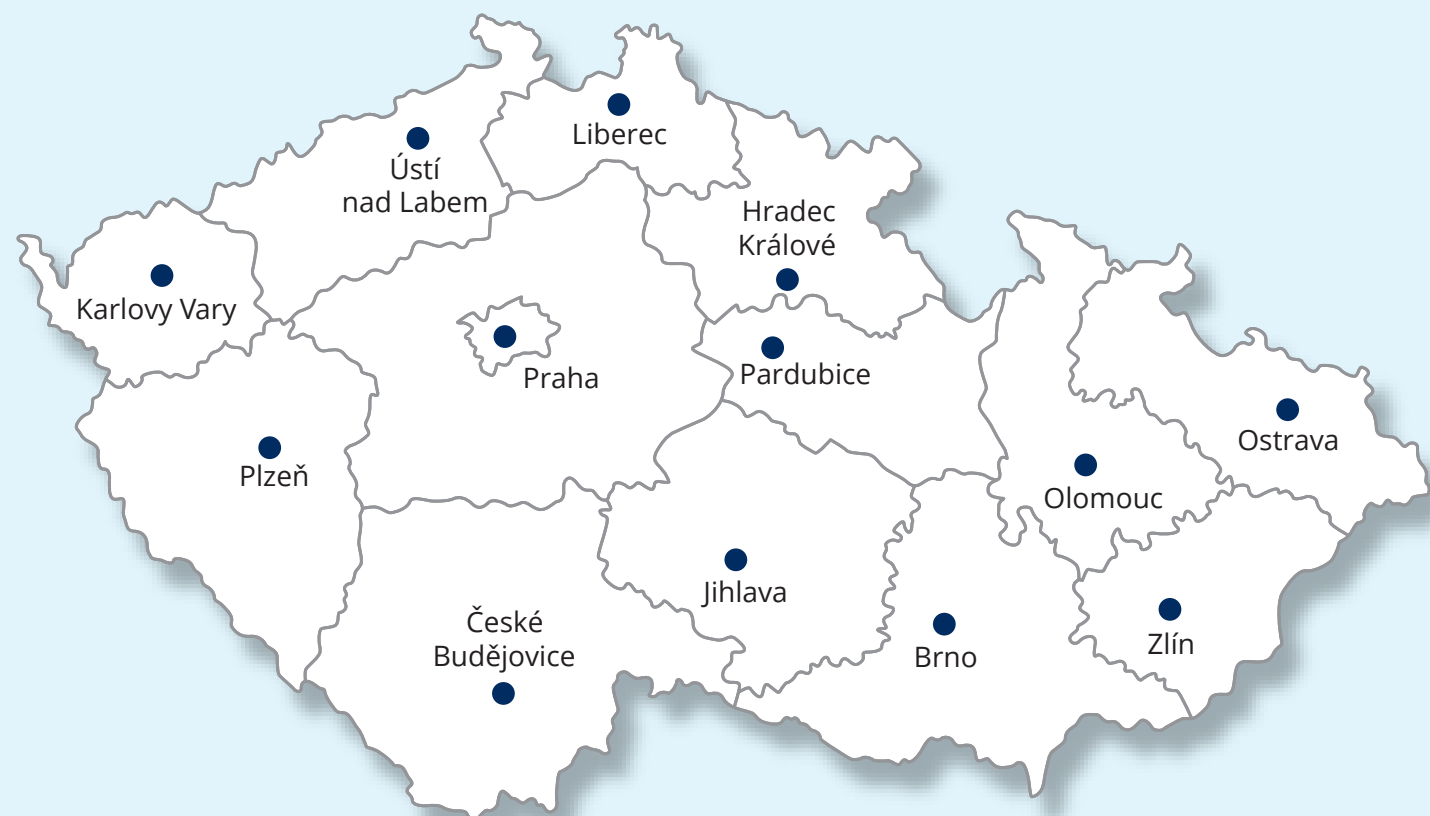 Liberec
Ústí
nad Labem
Hradec
Králové
Karlovy Vary
Praha
Pardubice
Ostrava
Plzeň
Olomouc
Jihlava
České
Budějovice
Brno
Zlín